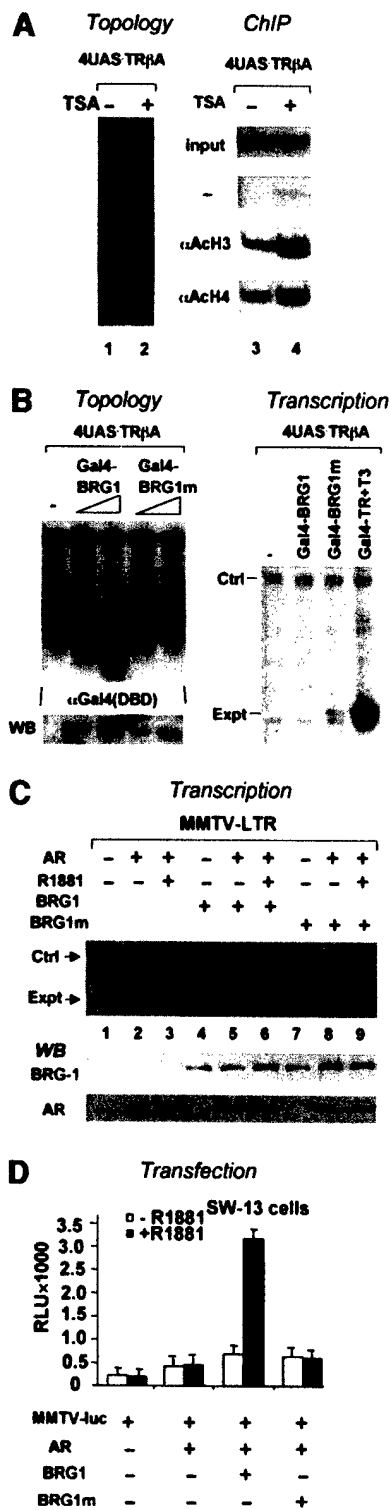 A Topology ChIP
4UAS·TRβA 4UAS·TRβA
TSA – + TSA – +
input
–
αAcH3
αAcH4
1 2 3 4
B Topology Transcription
4UAS·TRβA 4UAS·TRβA
- Gal4-BRG1 Gal4-BRG1m
- Gal4-BRG1 Gal4-BRG1m Gal4-TR+T3
Ctrl
αGal4(DBD)
WB
Expt
C Transcription
MMTV-LTR
AR – + + – + + – + +
R1881 – – + – – + – – +
BRG1 + + +
BRG1m + + +
Ctrl
Expt
1 2 3 4 5 6 7 8 9
WB
BRG-1
AR
D Transfection
SW-13 cells
- R1881
+R1881
RLU×1000
3.5
3.0
2.5
2.0
1.5
1.0
0.5
0
MMTV-luc + + + +
AR – + + +
BRG1 – – + –
BRG1m – – – +